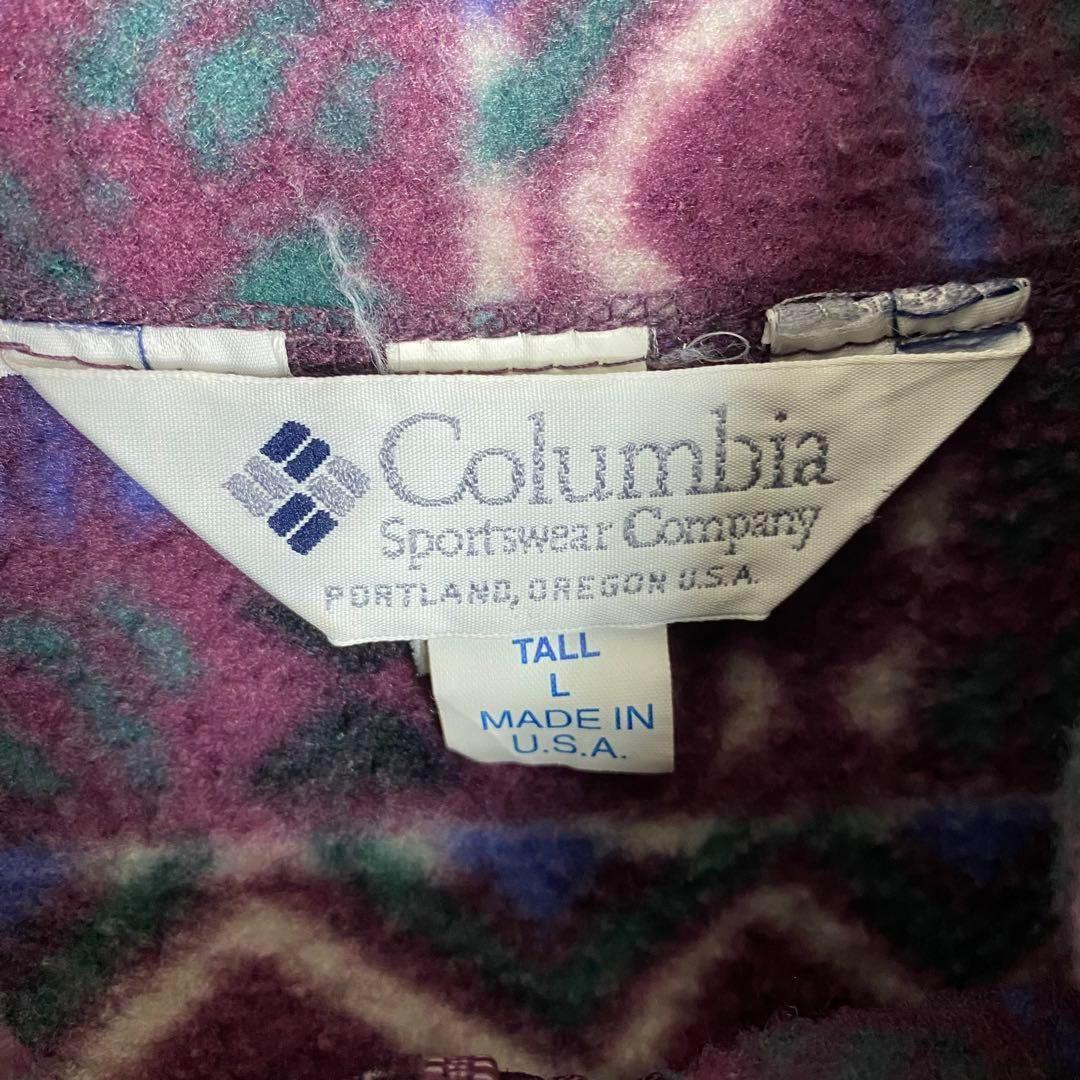 Columbia
Sportswear Company
PORTLAND, OREGON U.S.A.
TALL
L
MADE IN
U.S.A.